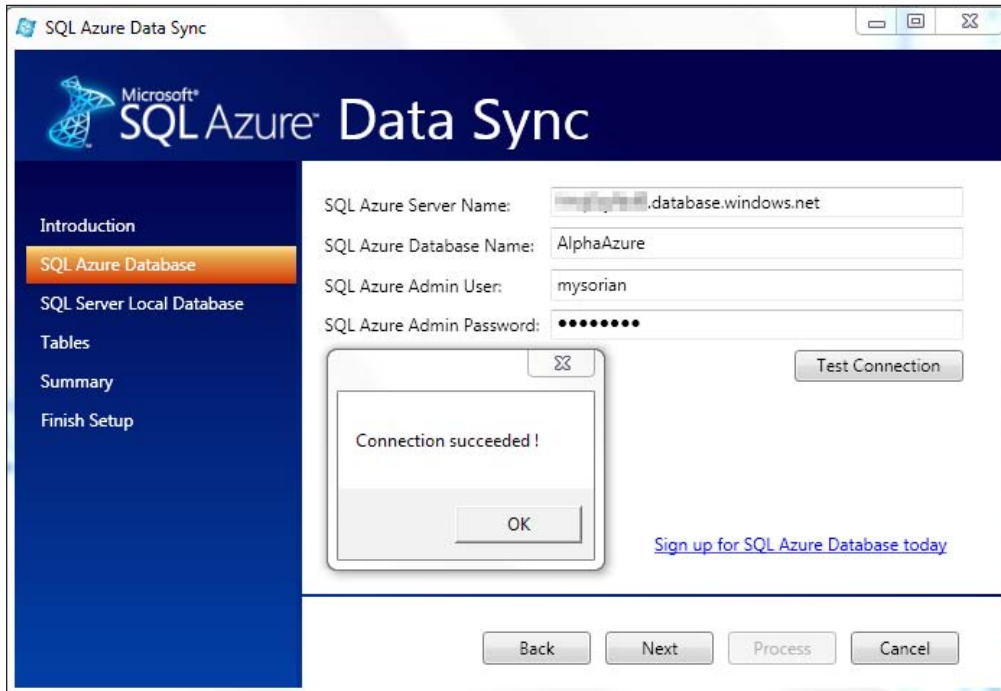 SQL Azure Data Sync
Microsoft®
SQL Azure™ Data Sync
Introduction
SQL Azure Database
SQL Server Local Database
Tables
Summary
Finish Setup
SQL Azure Server Name: .database.windows.net
SQL Azure Database Name: AlphaAzure
SQL Azure Admin User: mysorian
SQL Azure Admin Password: ••••••••
Test Connection
Connection succeeded !
OK
Sign up for SQL Azure Database today
Back Next Process Cancel